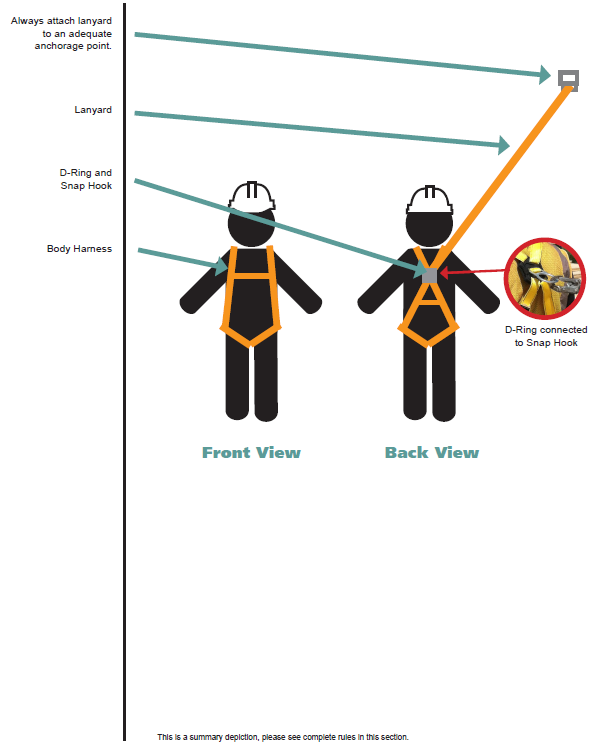 Always attach lanyard
to an adequate
anchorage point.
Lanyard
D-Ring and
Snap Hook
Body Harness
D-Ring connected
to Snap Hook
Front View
Back View
This is a summary depiction, please see complete rules in this section.